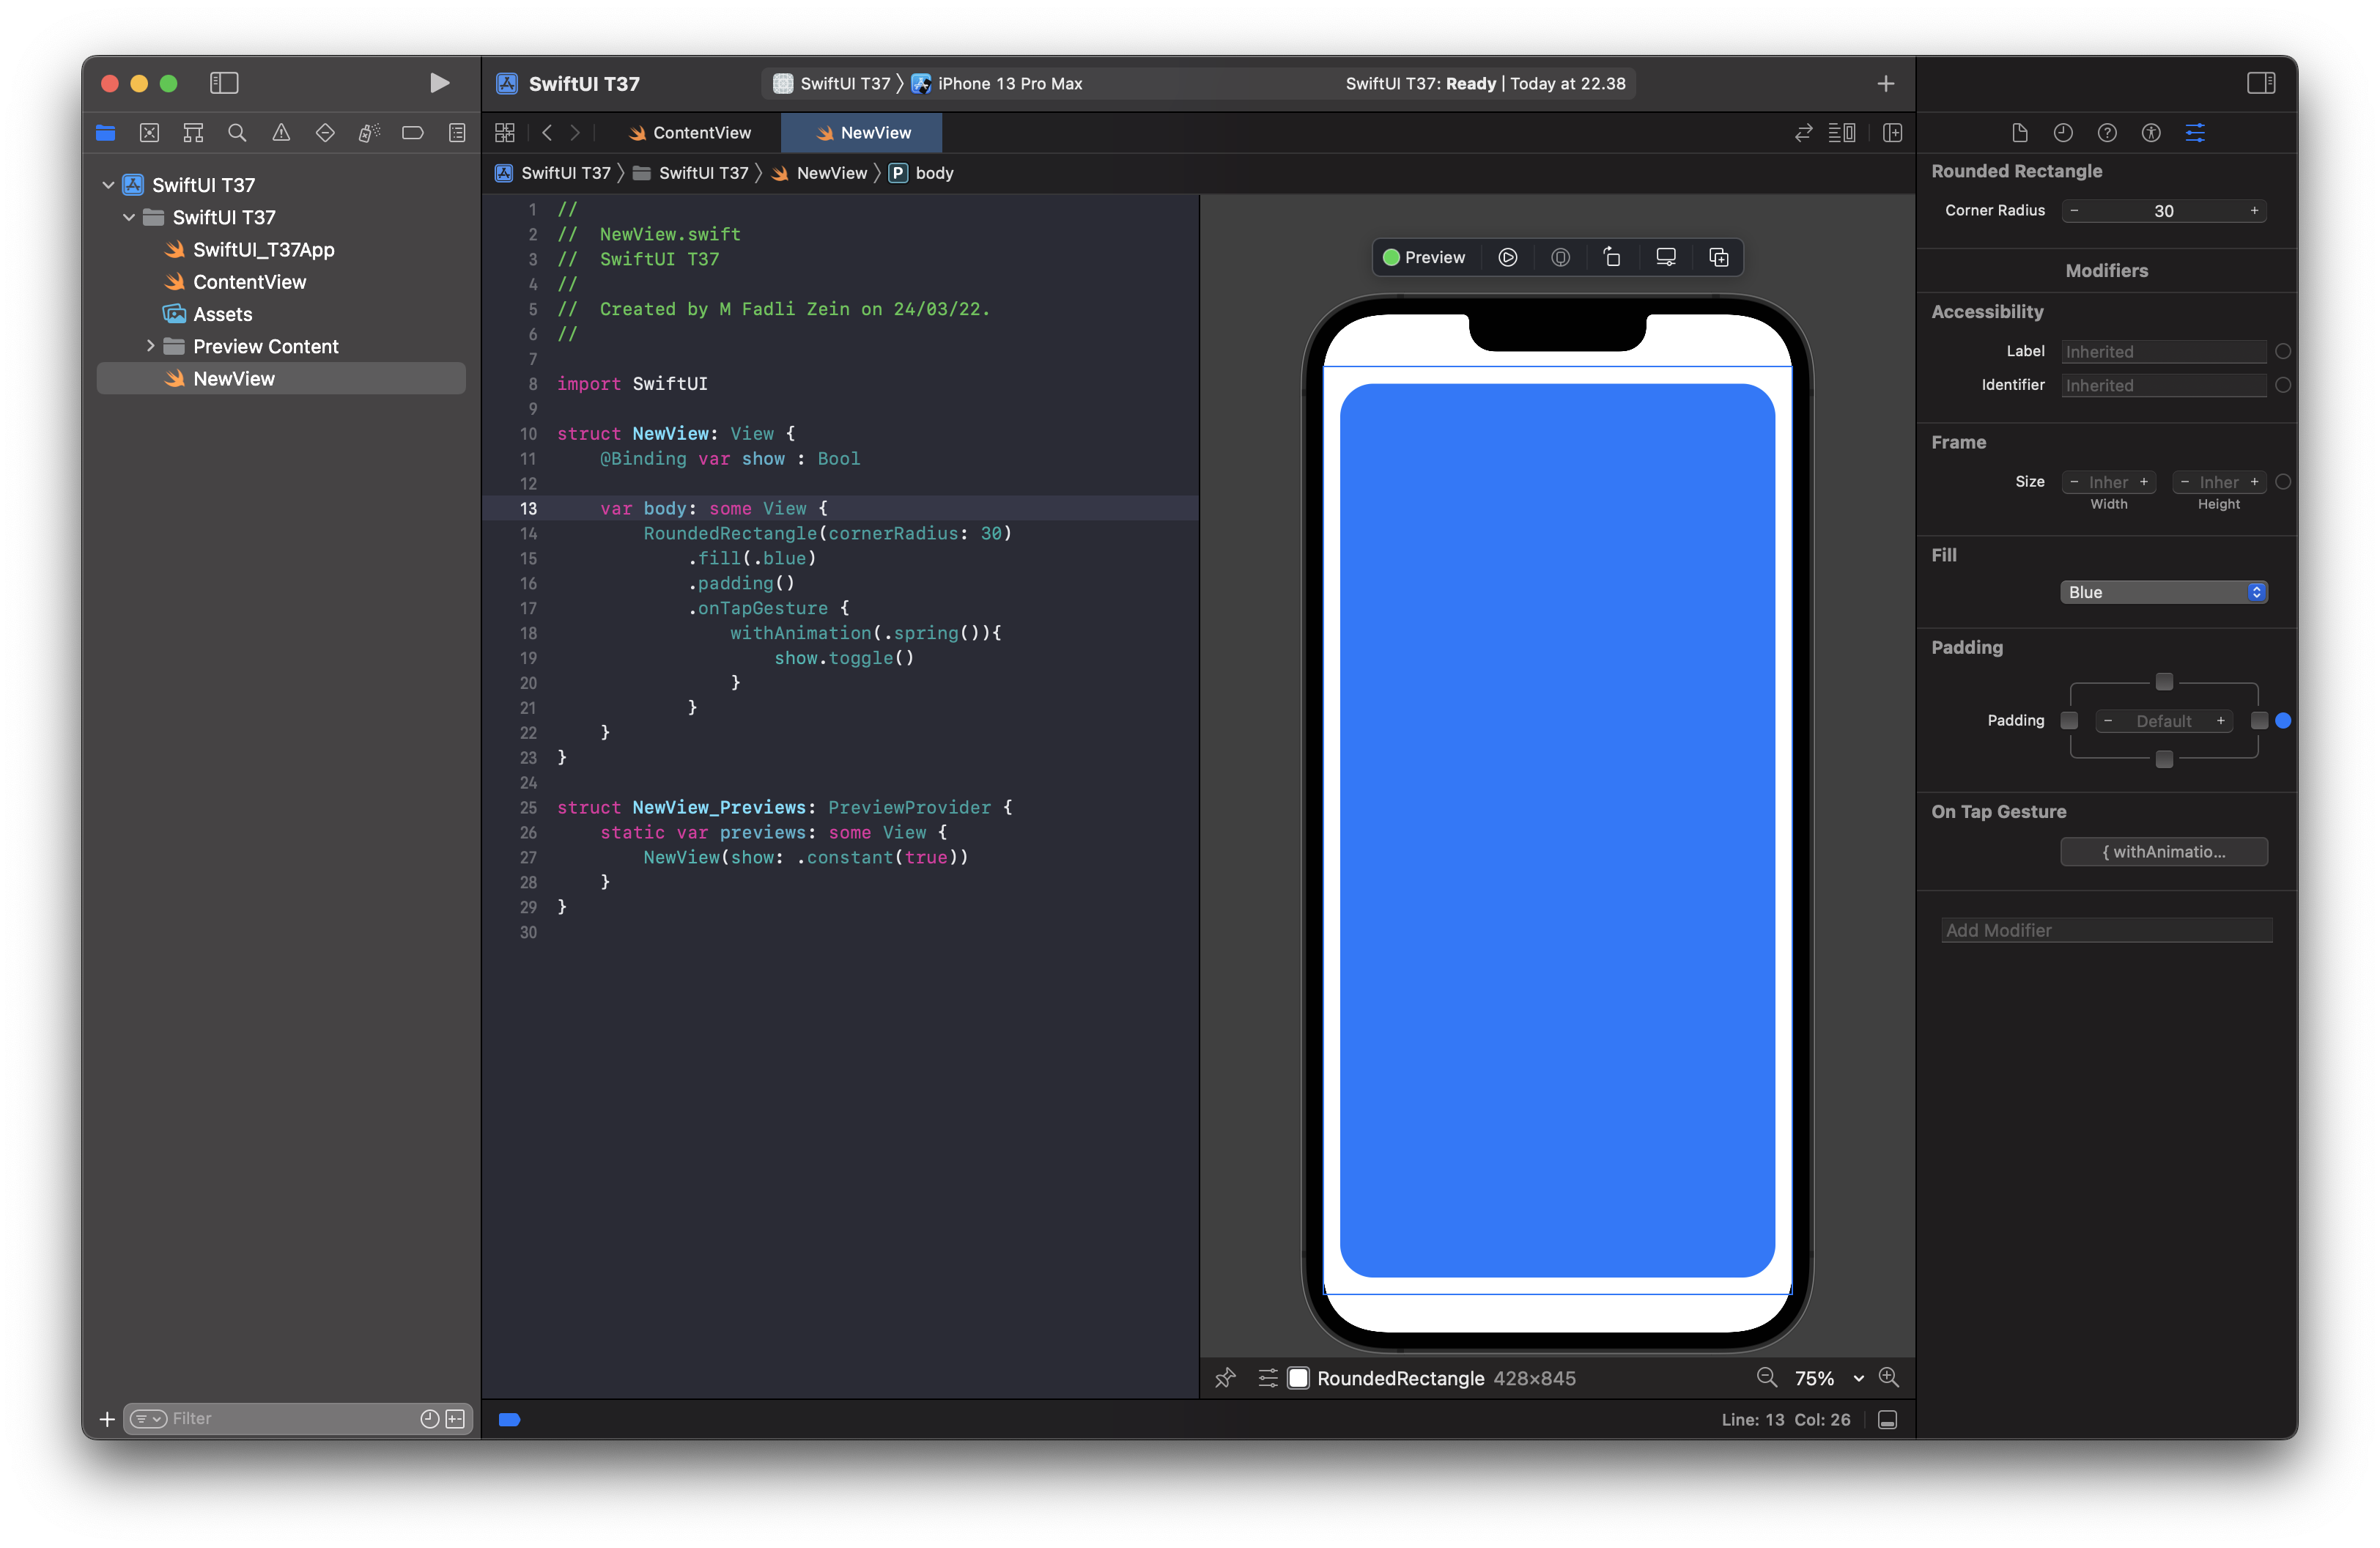 SwiftUI T37
SwiftUI T37 〉 iPhone 13 Pro Max
SwiftUI T37: Ready | Today at 22.38
ContentView
NewView
SwiftUI T37 〉 SwiftUI T37 〉 NewView 〉 P body
SwiftUI T37
SwiftUI T37
SwiftUI_T37App
ContentView
Assets
Preview Content
NewView
Filter
1 //
2 //  NewView.swift
3 //  SwiftUI T37
4 //
5 //  Created by M Fadli Zein on 24/03/22.
6 //
7
8 import SwiftUI
9
10 struct NewView: View {
11     @Binding var show : Bool
12
13     var body: some View {
14         RoundedRectangle(cornerRadius: 30)
15             .fill(.blue)
16             .padding()
17             .onTapGesture {
18                 withAnimation(.spring()){
19                     show.toggle()
20                 }
21             }
22     }
23 }
24
25 struct NewView_Previews: PreviewProvider {
26     static var previews: some View {
27         NewView(show: .constant(true))
28     }
29 }
30
Preview
RoundedRectangle 428×845
75%
Line: 13 Col: 26
Rounded Rectangle
Corner Radius − 30 +
Modifiers
Accessibility
Label Inherited
Identifier Inherited
Frame
Size − Inher + − Inher +
Width Height
Fill
Blue
Padding
Padding − Default +
On Tap Gesture
{ withAnimatio...
Add Modifier